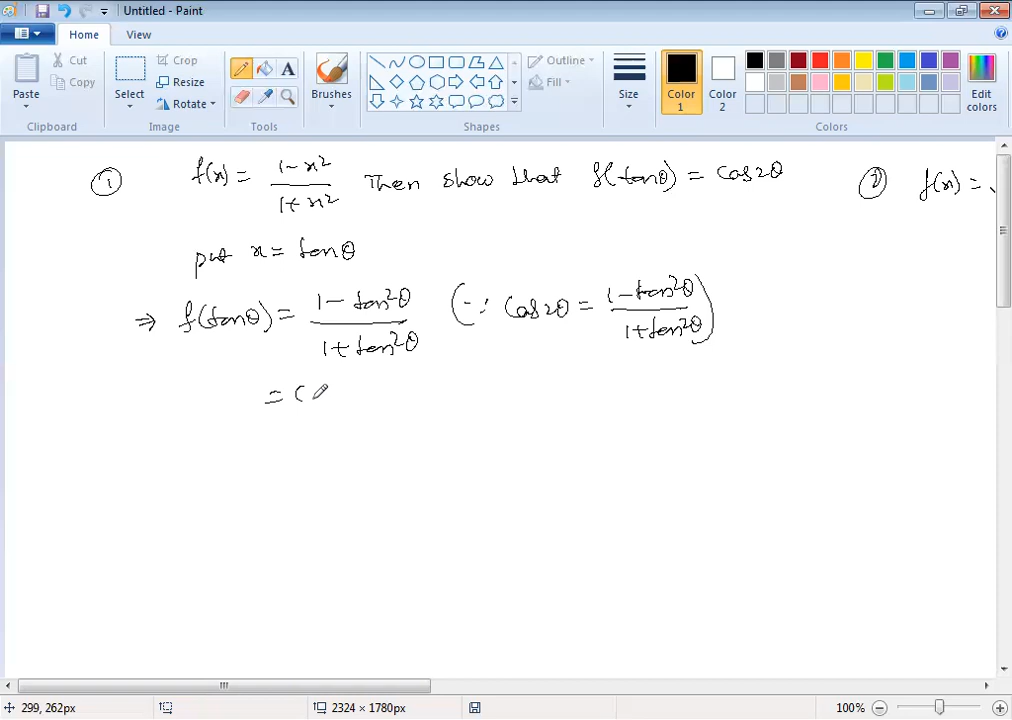 Untitled - Paint
Home View
Paste Cut Copy Select Crop Resize Rotate Brushes Outline Fill Size Color 1 Color 2 Edit colors
Clipboard Image Tools Shapes Colors
① f(x) = 1-x² / 1+x² Then show that f(tanθ) = cos2θ ② f(x) =
put x = tanθ
⇒ f(tanθ) = 1-tan²θ / 1+tan²θ (∵ cos2θ = 1-tan²θ / 1+tan²θ)
= (
299, 262px 2324 × 1780px 100%